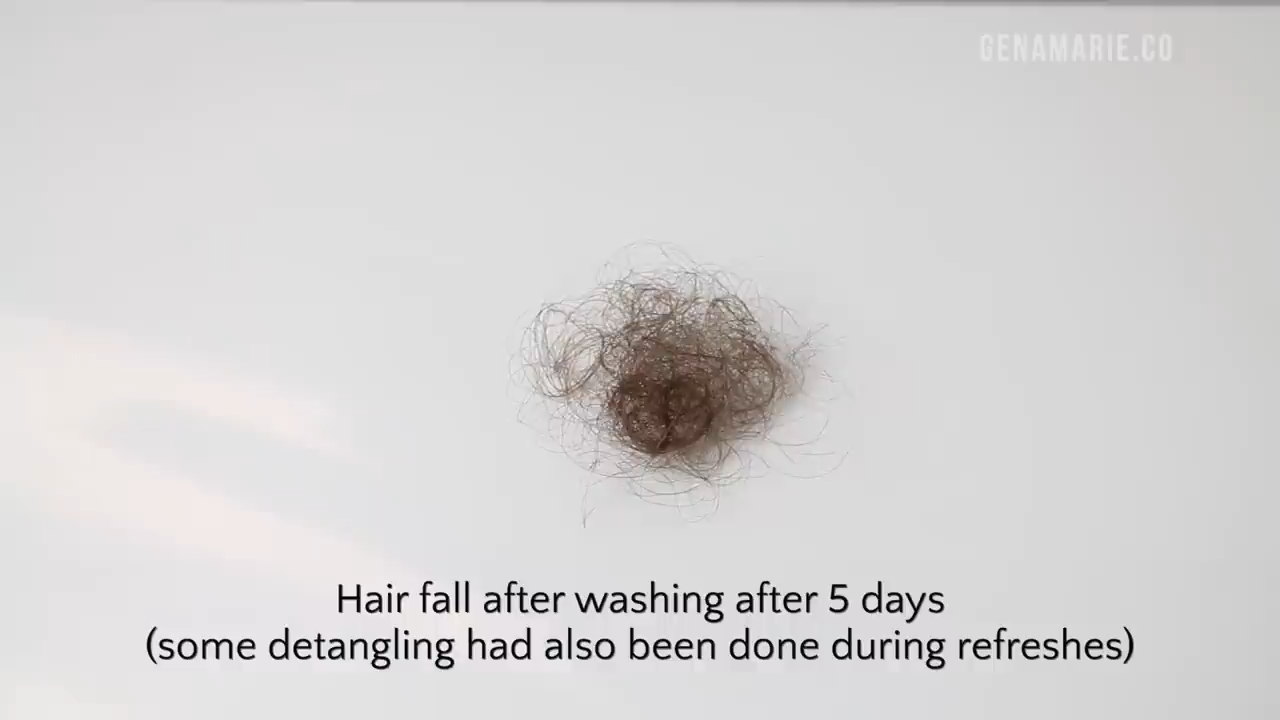 GENAMARIE.CO
Hair fall after washing after 5 days
(some detangling had also been done during refreshes)